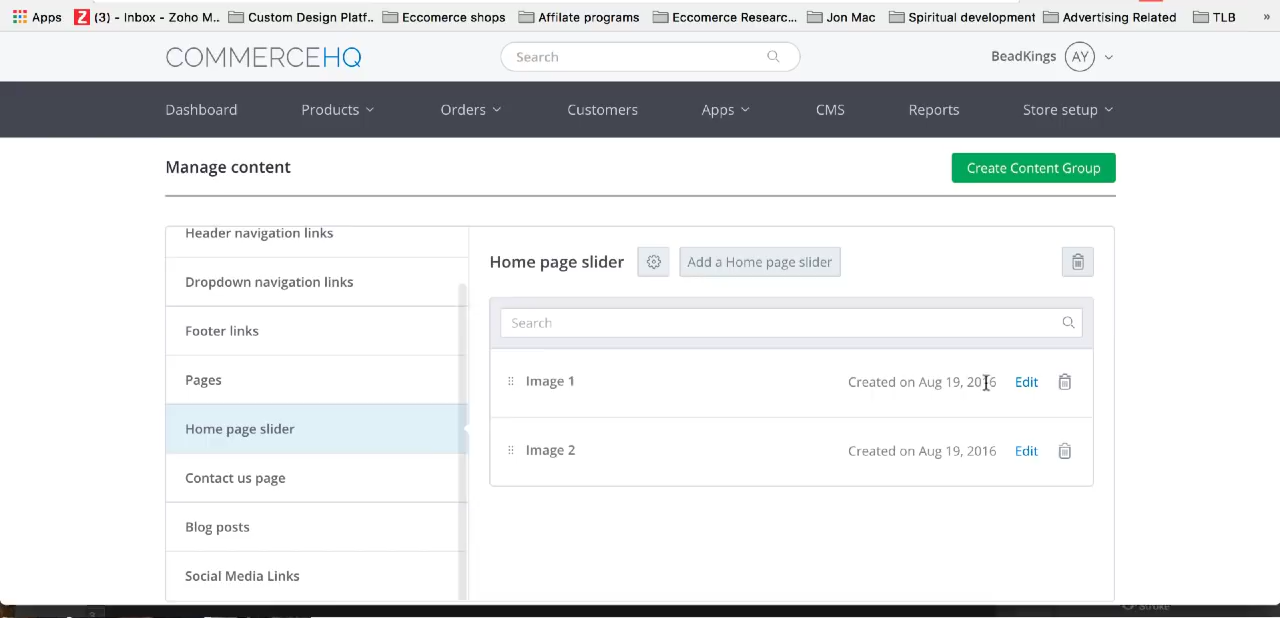 Apps (3) - Inbox - Zoho M.. Custom Design Platf.. Eccomerce shops Affilate programs Eccomerce Researc... Jon Mac Spiritual development Advertising Related TLB »
COMMERCEHQ Search BeadKings AY
Dashboard Products Orders Customers Apps CMS Reports Store setup
Manage content Create Content Group
Header navigation links
Home page slider Add a Home page slider
Dropdown navigation links
Search
Footer links
Pages
Image 1 Created on Aug 19, 2016 Edit
Home page slider
Image 2 Created on Aug 19, 2016 Edit
Contact us page
Blog posts
Social Media Links
Stroke